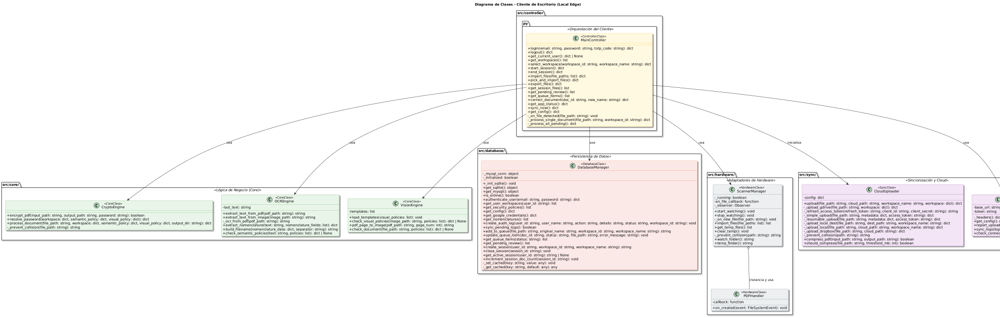 Diagrama de Clases - Cliente de Escritorio (Local Edge)
src/controller
py
«Orquestación del Cliente»
«ControllerClass»
C
MainController
+login(email: string, password: string, totp_code: string): dict
+logout(): dict
+get_current_user(): dict | None
+get_workspaces(): list
+select_workspace(workspace_id: string, workspace_name: string): dict
+start_session(): dict
+end_session(): dict
+import_files(file_paths: list): dict
+pick_and_import_files(): dict
+export_files(): dict
+get_session_files(): list
+get_pending_review(): list
+get_queue_items(): list
+correct_document(doc_id: string, new_name: string): dict
+get_app_status(): dict
+sync_now(): dict
+get_config(): dict
-_on_file_detected(file_path: string): void
-_process_single_document(file_path: string, workspace_id: string): dict
-_process_all_pending(): dict
usa
usa
usa
usa
usa
inicializa
usa
src/core/
«Lógica de Negocio (Core)»
«CoreClass»
C
CryptoEngine
+encrypt_pdf(input_path: string, output_path: string, password: string): boolean
+resolve_password(workspace: dict, semantic_policy: dict, visual_policy: dict): dict
+process_document(file_path: string, workspace: dict, semantic_policy: dict, visual_policy: dict, output_dir: string): dict
-_prevent_collision(file_path: string): string
«CoreClass»
C
OCREngine
-last_text: string
+extract_text_from_pdf(pdf_path: string): string
+extract_text_from_image(image_path: string): string
-_ocr_from_pdf(pdf_path: string): string
+extract_nomenclature(text: string, nomenclature_fields: list): dict
+build_filename(nomenclature_data: dict, separator: string): string
+check_semantic_policies(text: string, policies: list): dict | None
«CoreClass»
C
VisionEngine
-templates: list
+load_templates(visual_policies: list): void
+check_visual_policies(image_path: string, policies: list): dict | None
+pdf_page_to_image(pdf_path: string, page_num: int): string
+check_document(file_path: string, policies: list): dict | None
src/database/
«Persistencia de Datos»
«DatabaseClass»
C
DatabaseManager
-_mysql_conn: object
-_initialized: boolean
+_init_sqlite(): void
+get_sqlite(): object
+get_mysql(): object
+is_online(): boolean
+authenticate_user(email: string, password: string): dict
+get_user_workspaces(user_id: string): list
+get_security_policies(): list
+get_config(): dict
+get_google_credentials(): dict
+get_nomenclatures(): list
+create_audit_log(user_id: string, user_name: string, action: string, details: string, status: string, workspace_id: string): void
+sync_pending_logs(): boolean
+add_to_queue(file_path: string, original_name: string, workspace_id: string, workspace_name: string): string
+update_queue_item(doc_id: string, status: string, file_path: string, error_message: string): void
+get_queue_items(status: string): list
+get_pending_review(): list
+create_session(user_id: string, workspace_id: string, workspace_name: string): string
+close_session(session_id: string): void
+get_active_session(user_id: string): string | None
+increment_session_doc_count(session_id: string): void
-_set_cached(key: string, value: any): void
-_get_cached(key: string, default: any): any
src/hardware/
«Adaptadores de Hardware»
«HardwareClass»
C
ScannerManager
-_running: boolean
-on_file_callback: function
-_observer: Observer
+start_watching(): void
+stop_watching(): void
-_on_new_file(file_path: string): void
+import_files(file_paths: list): list
+get_temp_files(): list
+clear_temp(): void
-_prevent_collision(path: string): string
+watch_folder(): string
+temp_folder(): string
instancia y usa
«HardwareClass»
C
PDFHandler
-callback: function
+on_created(event: FileSystemEvent): void
src/sync/
«Sincronización y Cloud»
«SyncClass»
C
CloudUploader
-config: dict
+upload(file_path: string, cloud_path: string, workspace_name: string, workspace: dict): dict
-_upload_gdrive(file_path: string, workspace: dict): dict
-_refresh_access_token(refresh_token: string, client_id: string, client_secret: string): string
-_simple_upload(file_path: string, metadata: dict, access_token: string): dict
-_resumable_upload(file_path: string, metadata: dict, access_token: string): dict
-_upload_local_dest(file_path: string, dest_path: string, workspace_name: string): dict
-_upload_local(file_path: string, cloud_path: string, workspace_name: string): dict
-_upload_dropbox(file_path: string, cloud_path: string): dict
-_prevent_collision(path: string): string
+compress_pdf(input_path: string, output_path: string): boolean
+should_compress(file_path: string, threshold_mb: int): boolean
-base_url: string
-token: string
-_headers(): dic
+get_config(): d
+report_upload
+sync_logs(logs
+check_connec